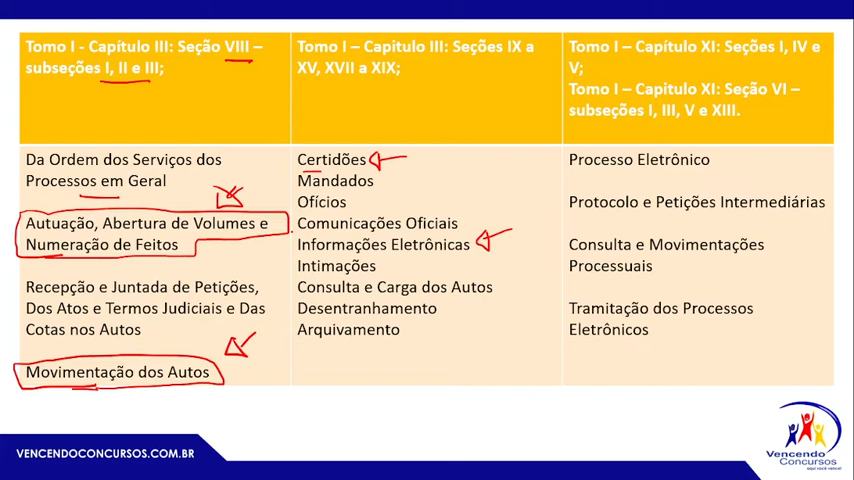 Tomo I - Capítulo III: Seção VIII –
subseções I, II e III;
Tomo I – Capitulo III: Seções IX a
XV, XVII a XIX;
Tomo I – Capítulo XI: Seções I, IV e
V;
Tomo I – Capítulo XI: Seção VI –
subseções I, III, V e XIII.
Da Ordem dos Serviços dos
Processos em Geral
Autuação, Abertura de Volumes e
Numeração de Feitos
Recepção e Juntada de Petições,
Dos Atos e Termos Judiciais e Das
Cotas nos Autos
Movimentação dos Autos
Certidões
Mandados
Ofícios
Comunicações Oficiais
Informações Eletrônicas
Intimações
Consulta e Carga dos Autos
Desentranhamento
Arquivamento
Processo Eletrônico
Protocolo e Petições Intermediárias
Consulta e Movimentações
Processuais
Tramitação dos Processos
Eletrônicos
VENCENDOCONCURSOS.COM.BR
Vencendo
Concursos
aqui você vence!